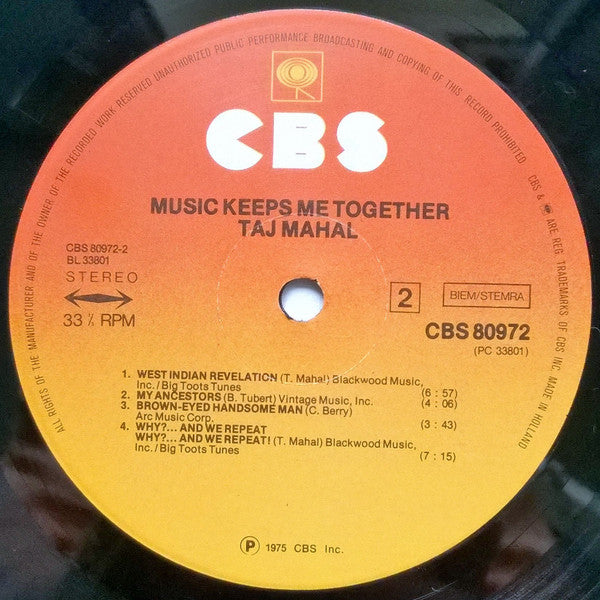 ALL RIGHTS OF THE MANUFACTURER AND OF THE OWNER OF THE RECORDED WORK RESERVED UNAUTHORIZED PUBLIC PERFORMANCE BROADCASTING AND COPYING OF THIS RECORD PROHIBITED
CBS & ARE REG. TRADEMARKS OF CBS INC. MADE IN HOLLAND
CBS
MUSIC KEEPS ME TOGETHER
TAJ MAHAL
CBS 80972-2
BL 33801
STEREO
33 ⅓ RPM
2
BIEM/STEMRA
CBS 80972
(PC 33801)
1. WEST INDIAN REVELATION (T. Mahal) Blackwood Music,
Inc./Big Toots Tunes (6:57)
2. MY ANCESTORS (B. Tubert) Vintage Music, Inc. (4:06)
3. BROWN-EYED HANDSOME MAN (C. Berry)
Arc Music Corp. (3:43)
4. WHY?...AND WE REPEAT
WHY?...AND WE REPEAT! (T. Mahal) Blackwood Music,
Inc./Big Toots Tunes (7:15)
Ⓟ 1975 CBS Inc.